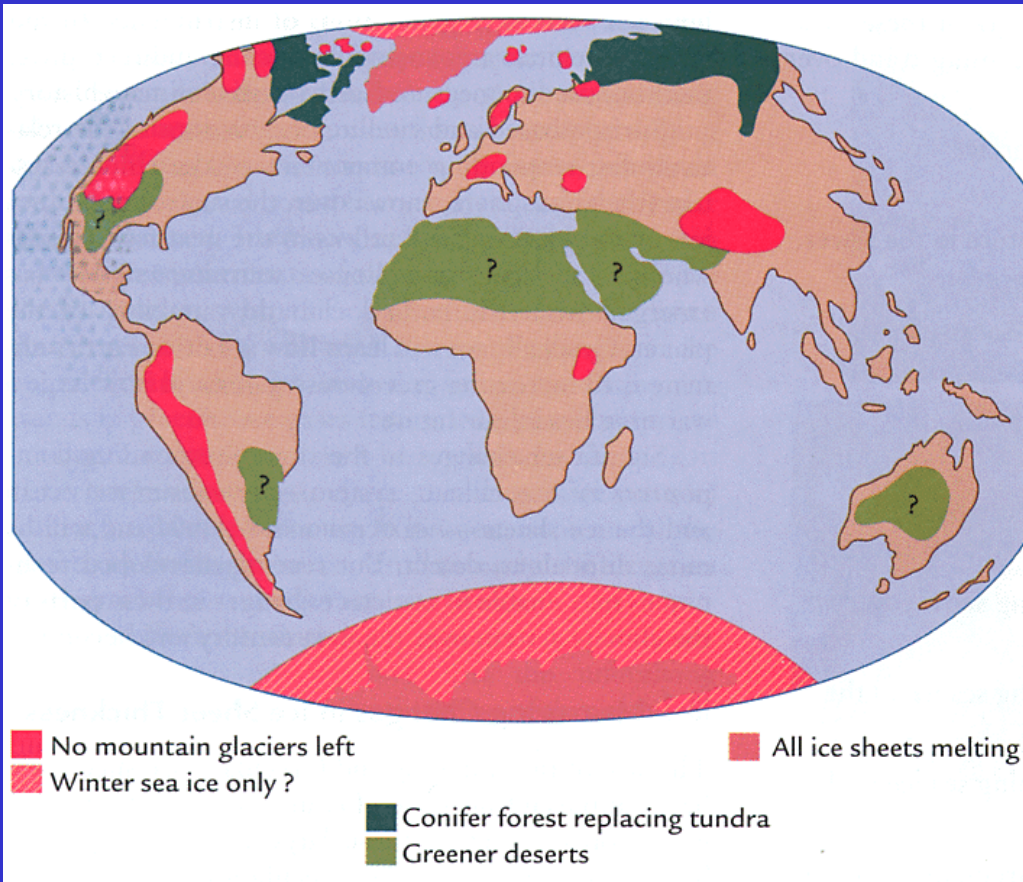 ?
?
?
?
?
No mountain glaciers left
All ice sheets melting
Winter sea ice only ?
Conifer forest replacing tundra
Greener deserts